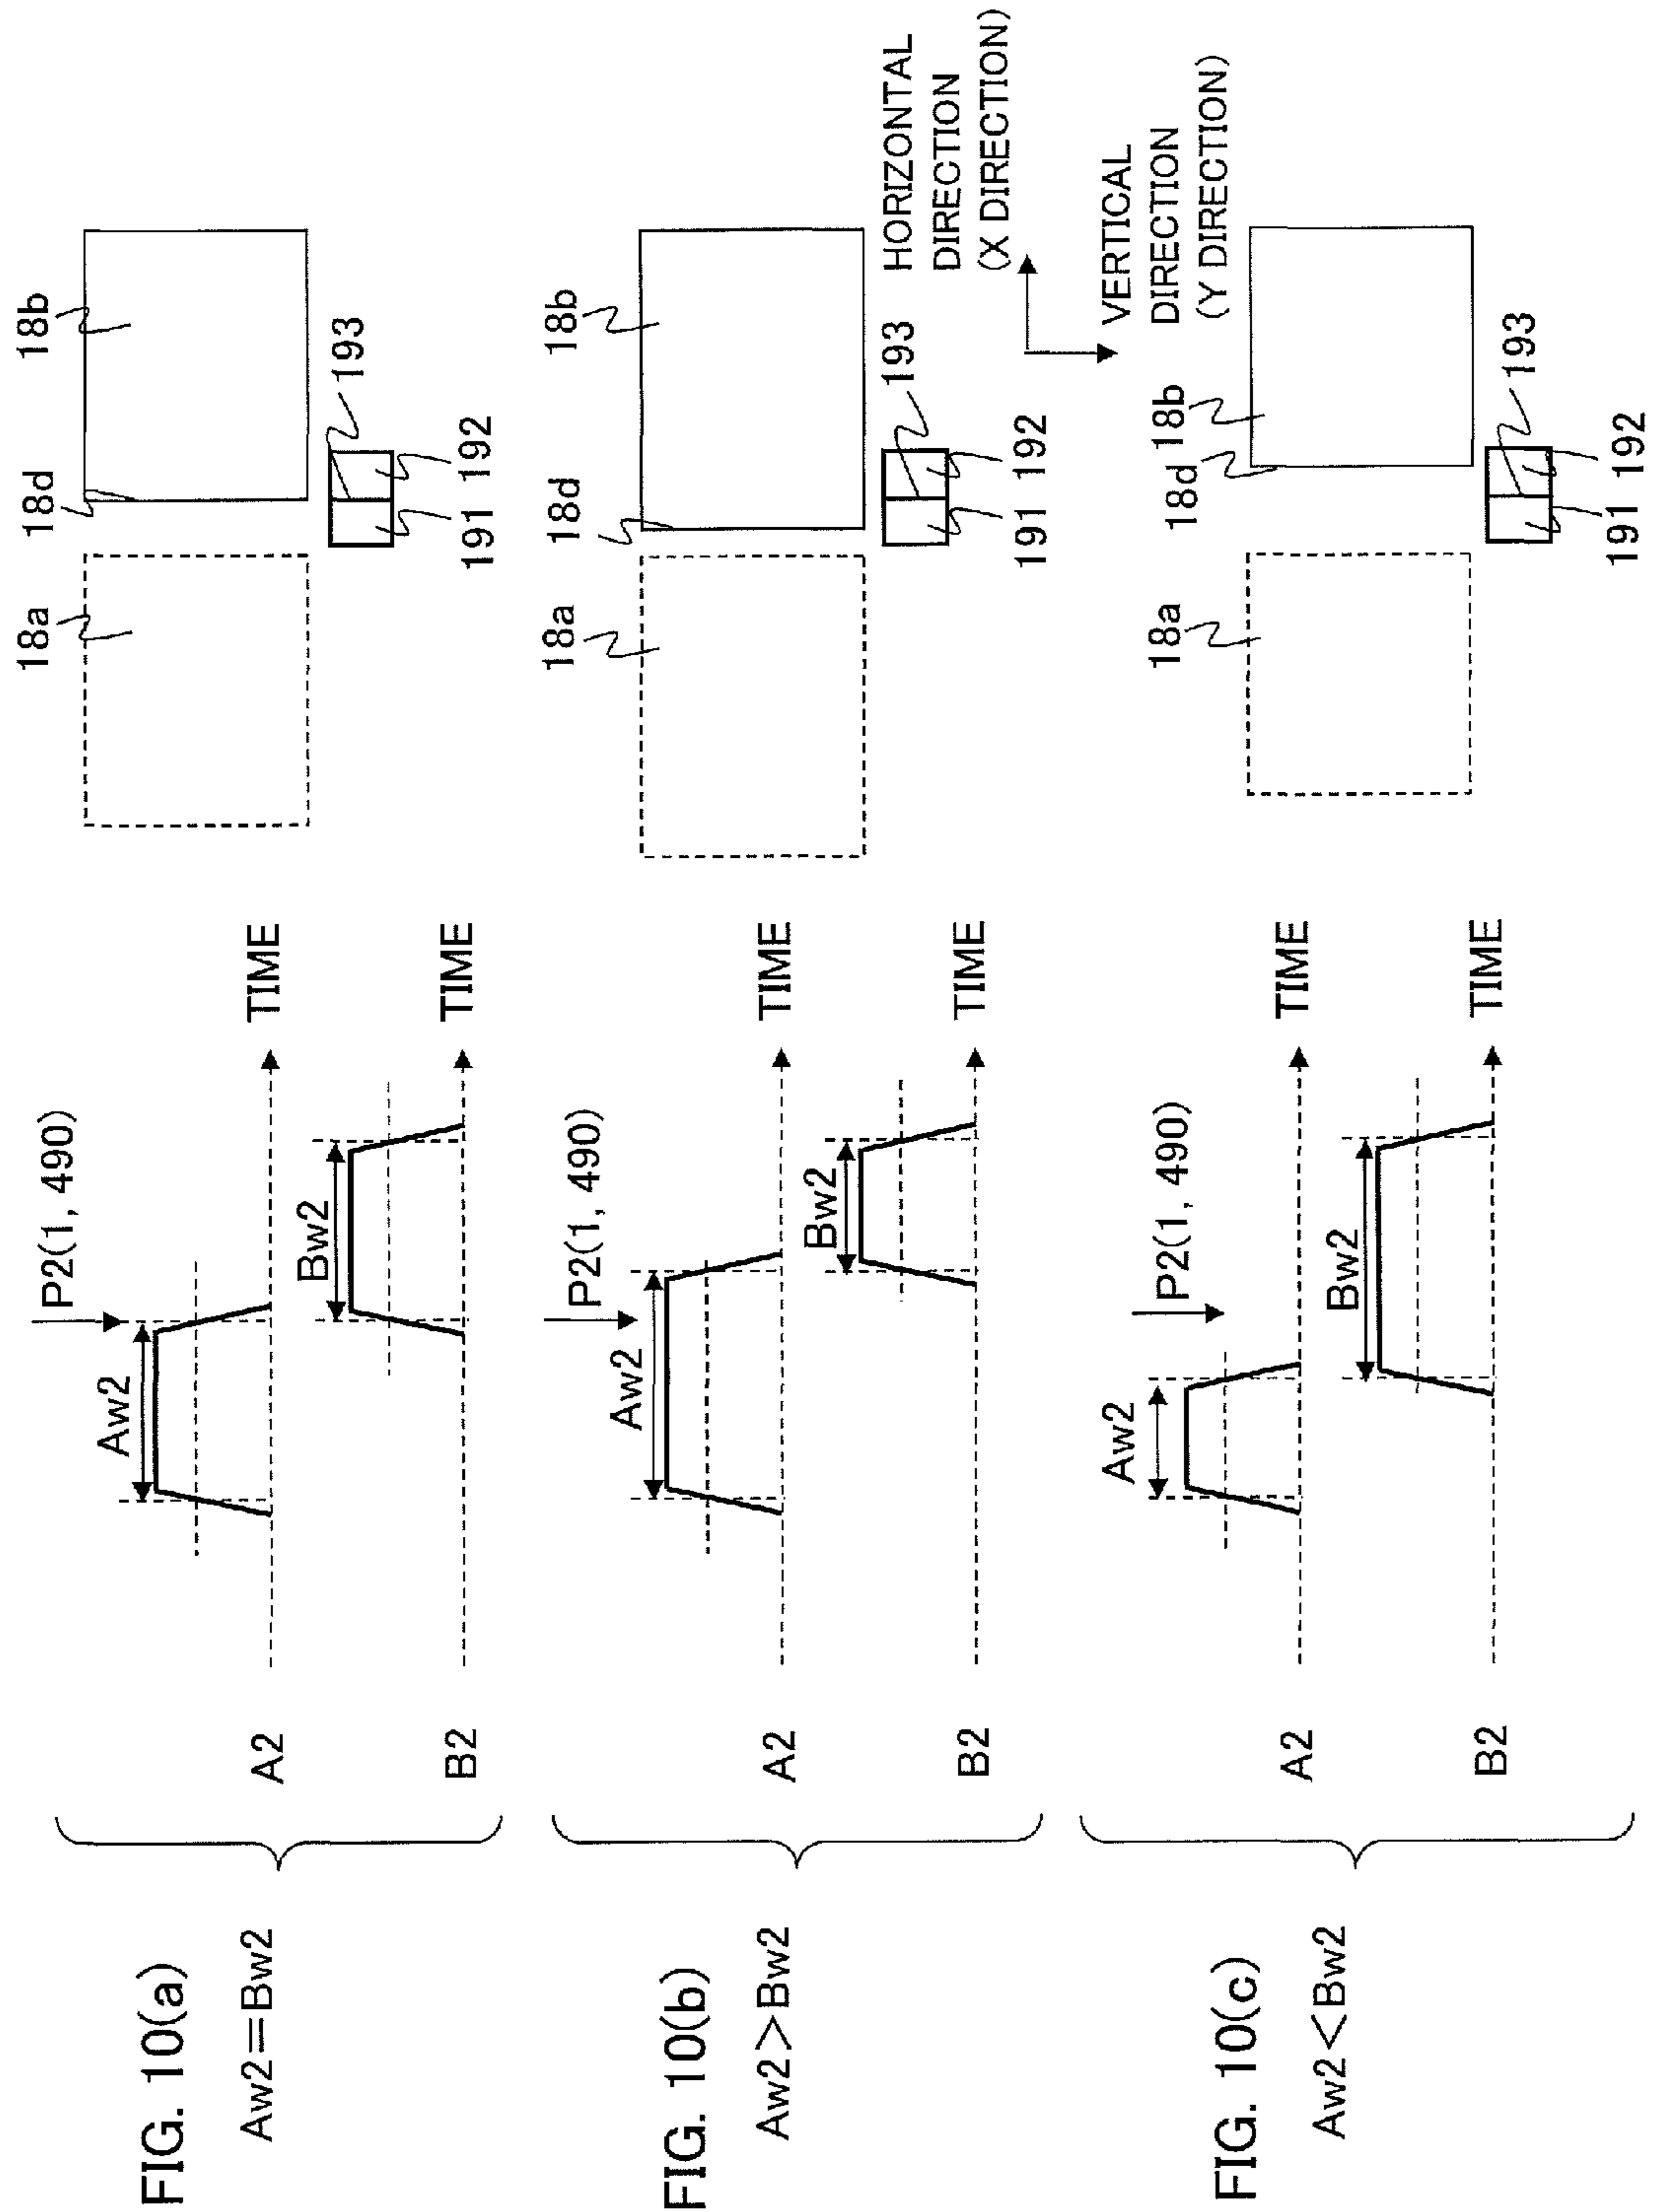 FIG. 10(a)
Aw2=Bw2
A2
B2
Aw2
P2(1, 490)
Bw2
TIME
TIME
18a
18d
18b
191
192
193
FIG. 10(b)
Aw2>Bw2
A2
B2
Aw2
P2(1, 490)
Bw2
TIME
TIME
18a
18d
18b
191
192
193
HORIZONTAL
DIRECTION
(X DIRECTION)
VERTICAL
DIRECTION
(Y DIRECTION)
FIG. 10(c)
Aw2<Bw2
A2
B2
Aw2
P2(1, 490)
Bw2
TIME
TIME
18a
18d
18b
191
192
193